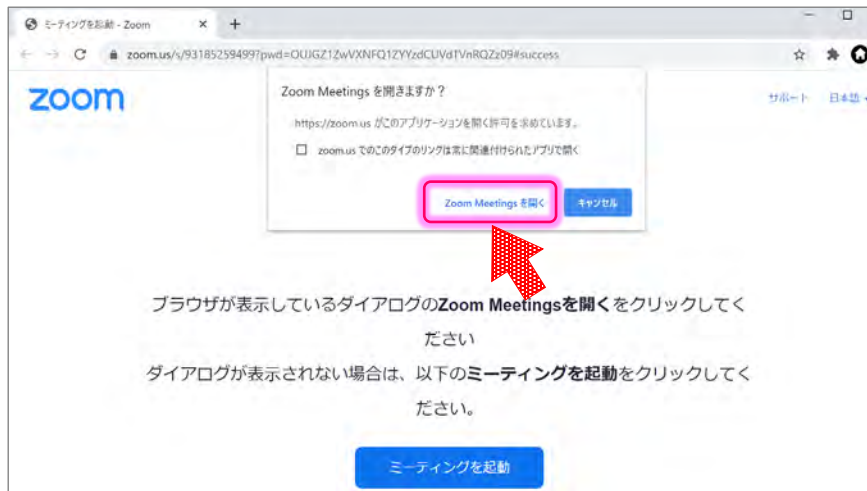 ミーティングを起動 - Zoom
zoom.us/s/93185259499?pwd=OUJGZ1ZwVXNFQ1ZYYzdCUVdTVnRQZz09#success
zoom
サポート 日本語
Zoom Meetings を開きますか？
https://zoom.us がこのアプリケーションを開く許可を求めています。
zoom.us でのこのタイプのリンクは常に関連付けられたアプリで開く
Zoom Meetings を開く キャンセル
ブラウザが表示しているダイアログのZoom Meetingsを開くをクリックしてく
ださい
ダイアログが表示されない場合は、以下のミーティングを起動をクリックしてく
ださい。
ミーティングを起動